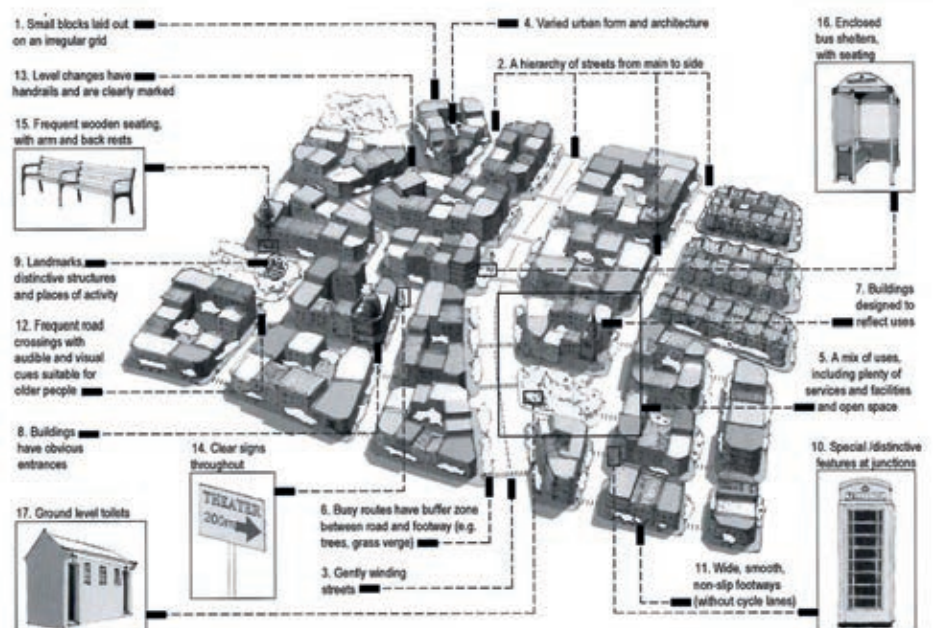 1. Small blocks laid out
on an irregular grid
4. Varied urban form and architecture
16. Enclosed
bus shelters,
with seating
13. Level changes have
handrails and are clearly marked
2. A hierarchy of streets from main to side
15. Frequent wooden seating,
with arm and back rests
9. Landmarks,
distinctive structures
and places of activity
7. Buildings
designed to
reflect uses
12. Frequent road
crossings with
audible and visual
cues suitable for
older people
5. A mix of uses,
including plenty of
services and facilities
and open space
8. Buildings
have obvious
entrances
14. Clear signs
throughout
THEATER
200m
10. Special /distinctive
features at junctions
17. Ground level toilets
6. Busy routes have buffer zone
between road and footway (e.g.
trees, grass verge)
3. Gently winding
streets
11. Wide, smooth,
non-slip footways
(without cycle lanes)